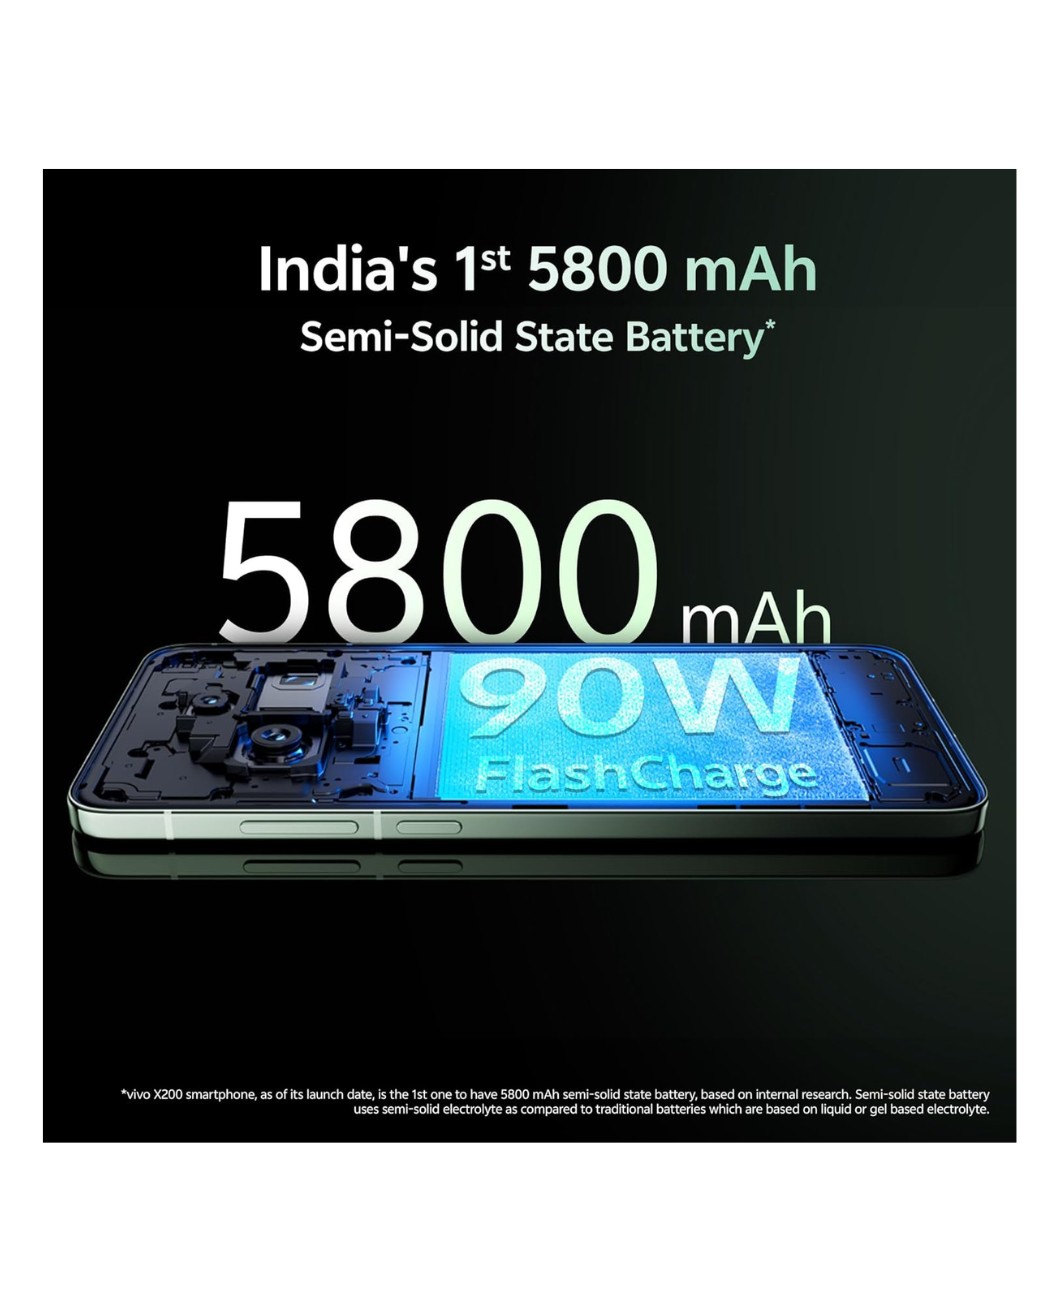 India's 1st 5800 mAh
Semi-Solid State Battery*
5800 mAh
90W
FlashCharge
*vivo X200 smartphone, as of its launch date, is the 1st one to have 5800 mAh semi-solid state battery, based on internal research. Semi-solid state battery
uses semi-solid electrolyte as compared to traditional batteries which are based on liquid or gel based electrolyte.